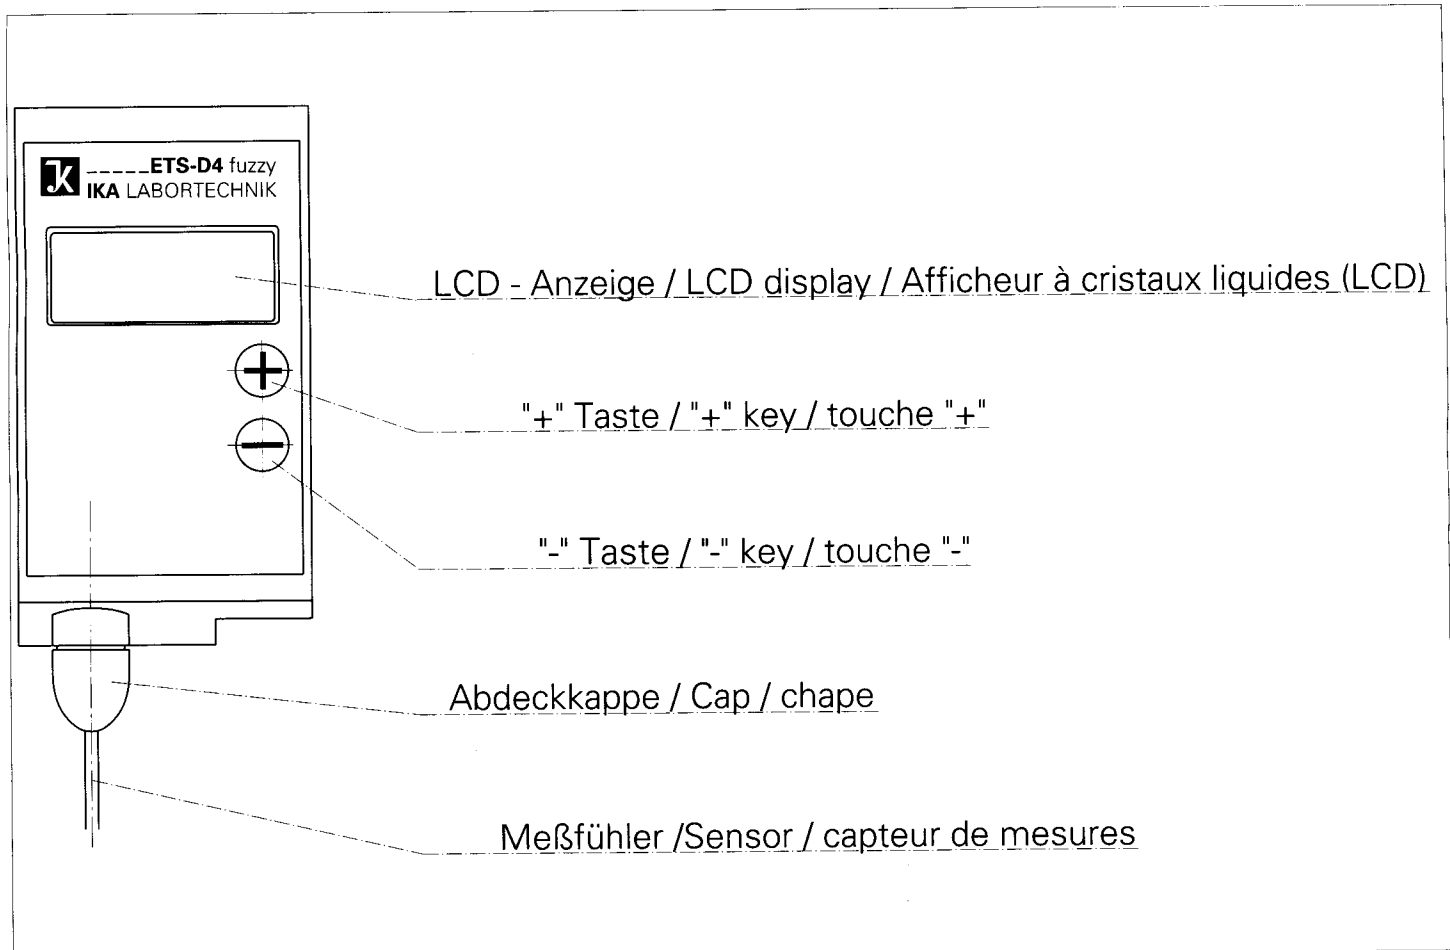 _____ETS-D4 fuzzy
IKA LABORTECHNIK
LCD - Anzeige / LCD display / Afficheur à cristaux liquides (LCD)
"+" Taste / "+" key / touche "+"
"-" Taste / "-" key / touche "-"
Abdeckkappe / Cap / chape
Meßfühler /Sensor / capteur de mesures